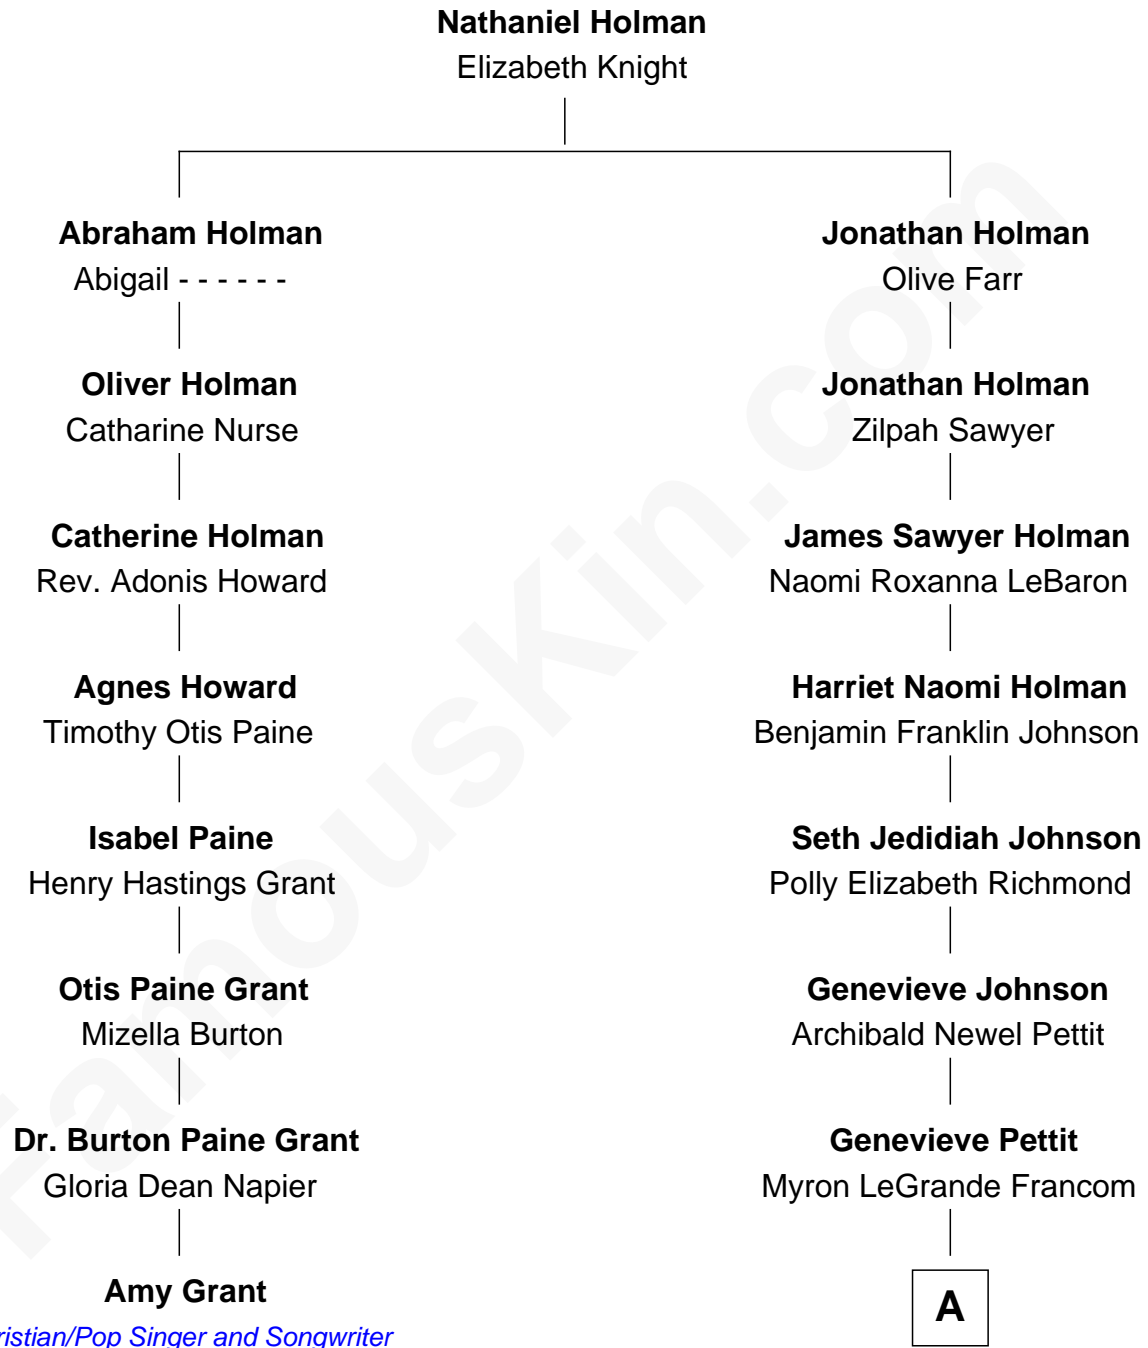 Nathaniel Holman
Elizabeth Knight
Abraham Holman
Abigail - - - - - -
Oliver Holman
Catharine Nurse
Catherine Holman
Rev. Adonis Howard
Agnes Howard
Timothy Otis Paine
Isabel Paine
Henry Hastings Grant
Otis Paine Grant
Mizella Burton
Dr. Burton Paine Grant
Gloria Dean Napier
Amy Grant
ristian/Pop Singer and Songwriter
Jonathan Holman
Olive Farr
Jonathan Holman
Zilpah Sawyer
James Sawyer Holman
Naomi Roxanna LeBaron
Harriet Naomi Holman
Benjamin Franklin Johnson
Seth Jedidiah Johnson
Polly Elizabeth Richmond
Genevieve Johnson
Archibald Newel Pettit
Genevieve Pettit
Myron LeGrande Francom
A
FamousKin.com